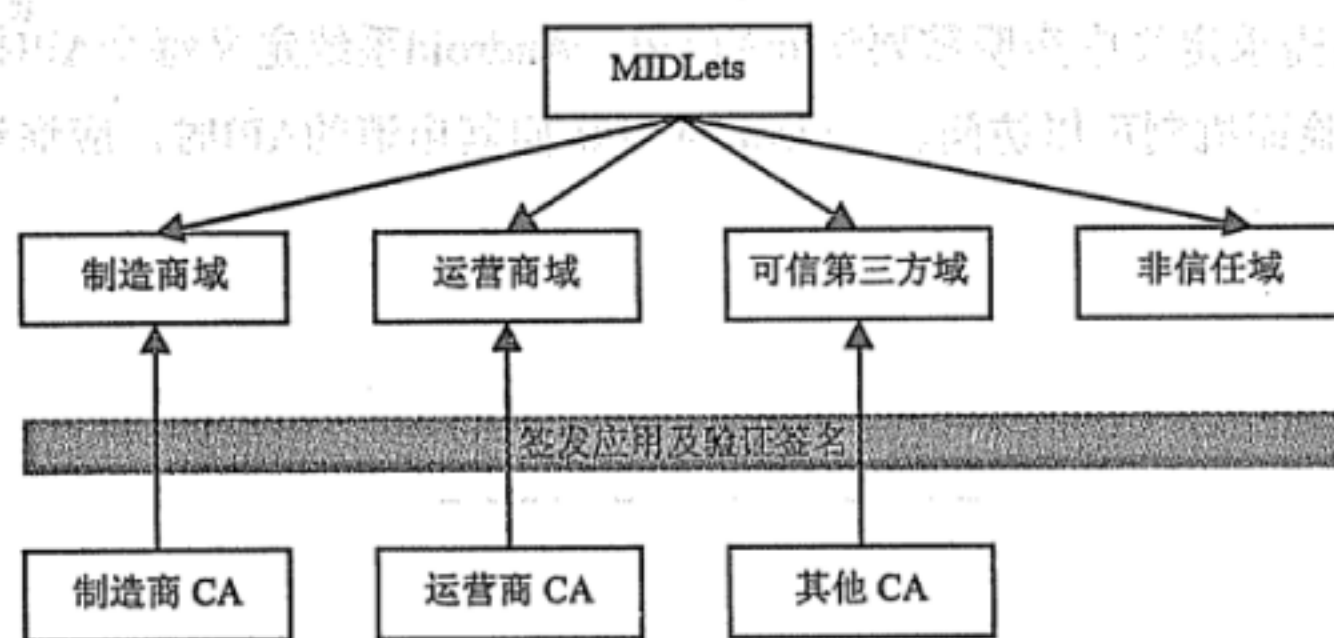 MIDLets
制造商域
运营商域
可信第三方域
非信任域
签发应用及验证签名
制造商 CA
运营商 CA
其他 CA